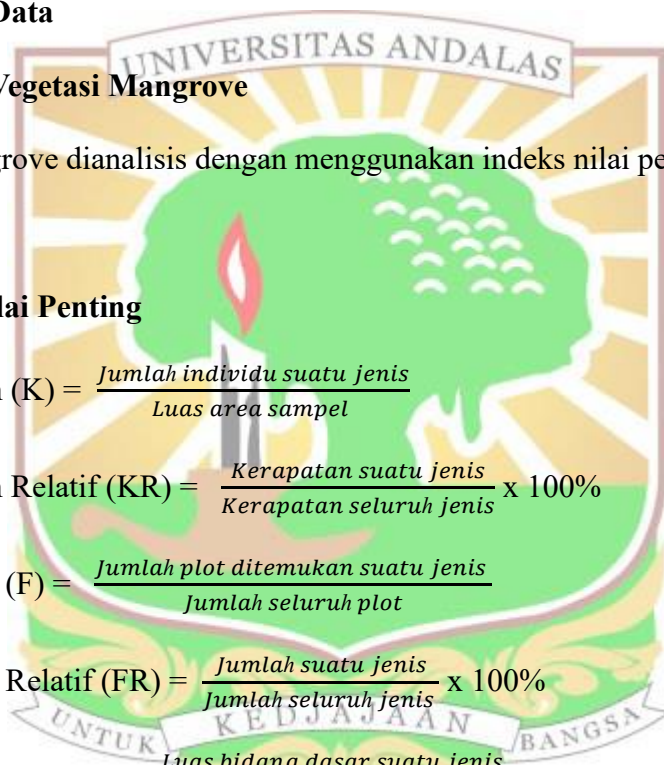 Data
UNIVERSITAS ANDALAS
Vegetasi Mangrove
grove dianalisis dengan menggunakan indeks nilai pe
lai Penting
n (K) = Jumlah individu suatu jenis / Luas area sampel
n Relatif (KR) = Kerapatan suatu jenis / Kerapatan seluruh jenis x 100%
(F) = Jumlah plot ditemukan suatu jenis / Jumlah seluruh plot
Relatif (FR) = Jumlah suatu jenis / Jumlah seluruh jenis x 100%
UNTUK KEDJAJAAN BANGSA
Luas bidang dasar suatu jenis